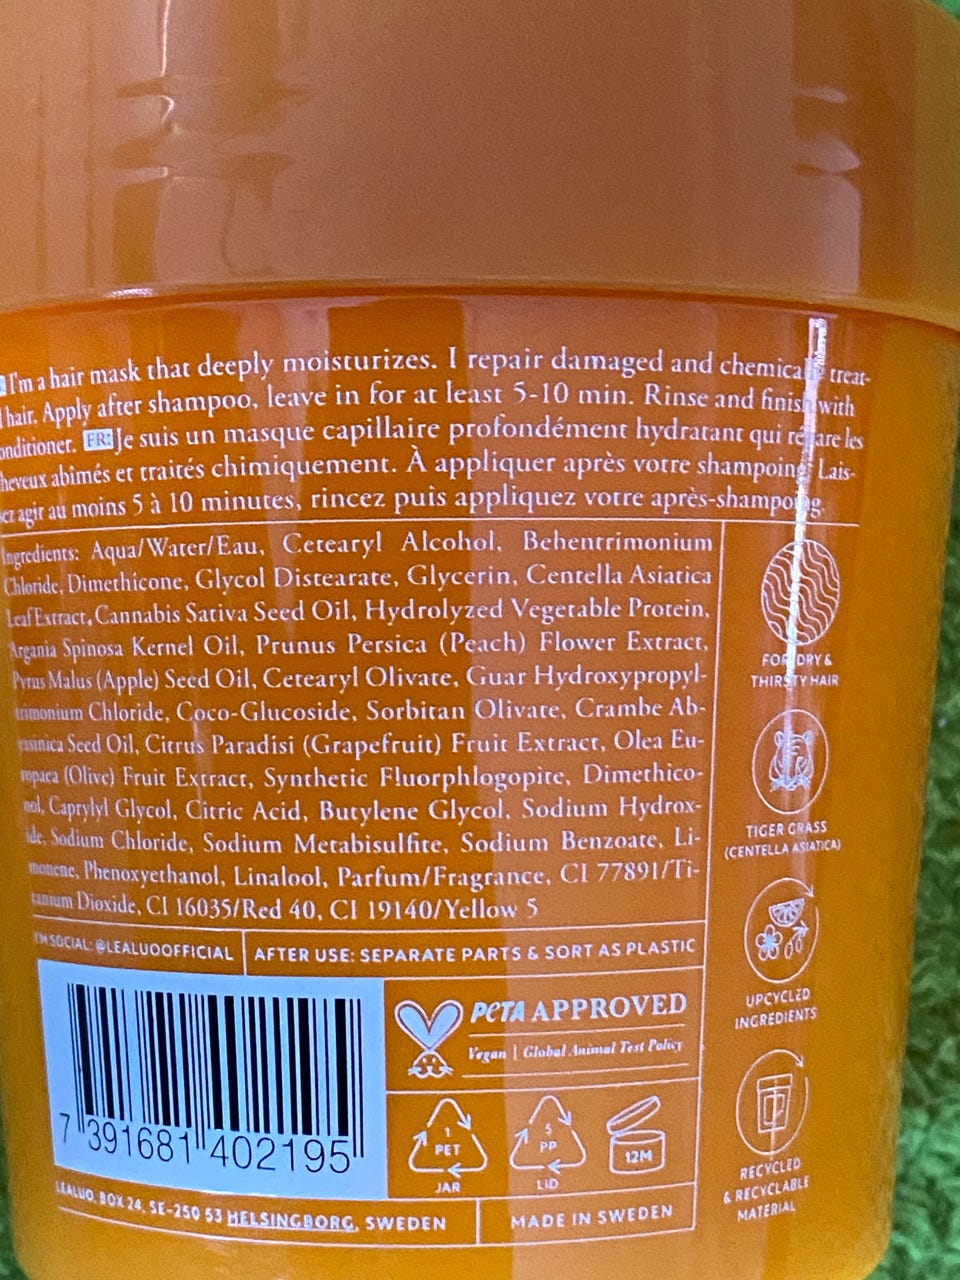 I'm a hair mask that deeply moisturizes. I repair damaged and chemically treat-
hair. Apply after shampoo, leave in for at least 5-10 min. Rinse and finish with
onditioner. FR: Je suis un masque capillaire profondément hydratant qui répare les
heveux abîmés et traités chimiquement. À appliquer après votre shampoing. Lais-
ez agir au moins 5 à 10 minutes, rincez puis appliquez votre après-shampoing.
Ingredients: Aqua/Water/Eau, Cetearyl Alcohol, Behentrimonium
Chloride, Dimethicone, Glycol Distearate, Glycerin, Centella Asiatica
Leaf Extract, Cannabis Sativa Seed Oil, Hydrolyzed Vegetable Protein,
Argania Spinosa Kernel Oil, Prunus Persica (Peach) Flower Extract,
Pyrus Malus (Apple) Seed Oil, Cetearyl Olivate, Guar Hydroxypropyl-
trimonium Chloride, Coco-Glucoside, Sorbitan Olivate, Crambe Ab-
yssinica Seed Oil, Citrus Paradisi (Grapefruit) Fruit Extract, Olea Eu-
ropaea (Olive) Fruit Extract, Synthetic Fluorphlogopite, Dimethico-
nol, Caprylyl Glycol, Citric Acid, Butylene Glycol, Sodium Hydrox-
ide, Sodium Chloride, Sodium Metabisulfite, Sodium Benzoate, Li-
monene, Phenoxyethanol, Linalool, Parfum/Fragrance, CI 77891/Ti-
tanium Dioxide, CI 16035/Red 40, CI 19140/Yellow 5
FOR DRY &
THIRSTY HAIR
TIGER GRASS
(CENTELLA ASIATICA)
UPCYCLED
INGREDIENTS
RECYCLED
& RECYCLABLE
MATERIAL
I'M SOCIAL: @LEALUOOFFICIAL
AFTER USE: SEPARATE PARTS & SORT AS PLASTIC
7 391681 402195
PETA APPROVED
Vegan | Global Animal Test Policy
1
PET
JAR
5
PP
LID
12M
LEALUO, BOX 24, SE-250 53 HELSINGBORG, SWEDEN
MADE IN SWEDEN